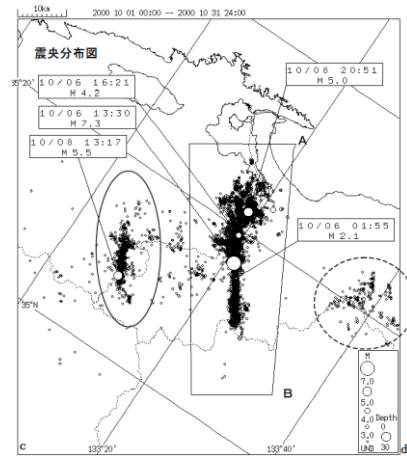 10km
2000 10 01 00:00 -- 2000 10 31 24:00
震央分布図
10/08 20:51
M 5.0
35°20'
10/06 16:21
M 4.2
10/06 13:30
M 7.3
10/08 13:17
M 5.5
A
10/06 01:55
M 2.1
35°N
B
M
7.0
5.0
4.0
3.0
UND
Depth
0
30
c
133°20'
133°40'
d